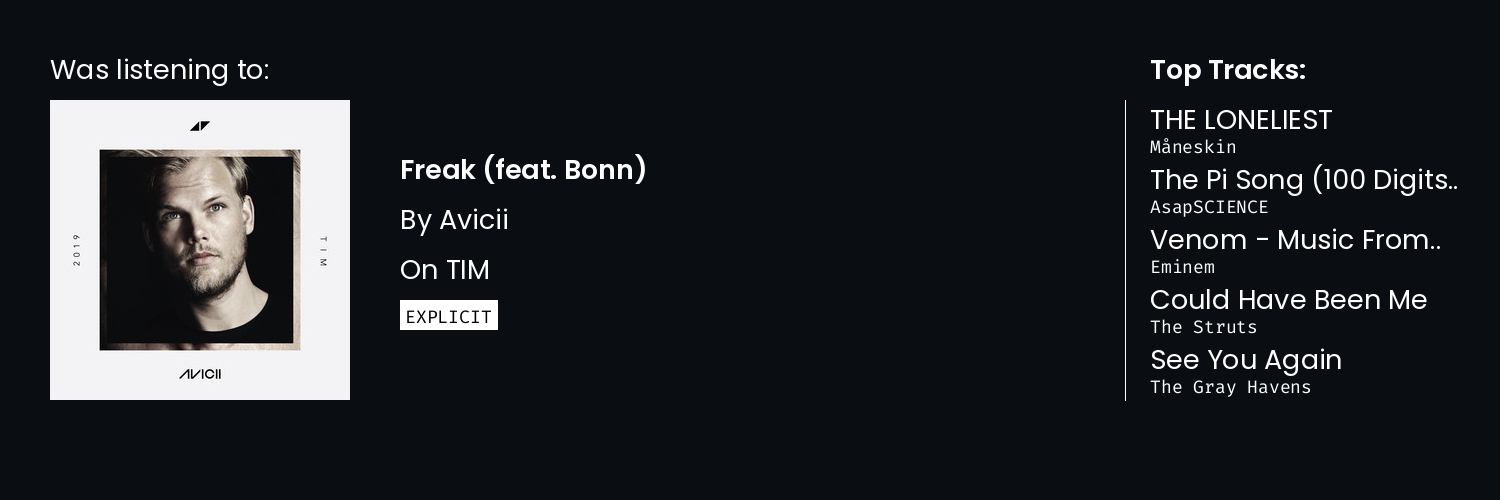 Was listening to:
2019
TIM
AVICII
Freak (feat. Bonn)
By Avicii
On TIM
EXPLICIT
Top Tracks:
THE LONELIEST
Måneskin
The Pi Song (100 Digits..
AsapSCIENCE
Venom - Music From..
Eminem
Could Have Been Me
The Struts
See You Again
The Gray Havens